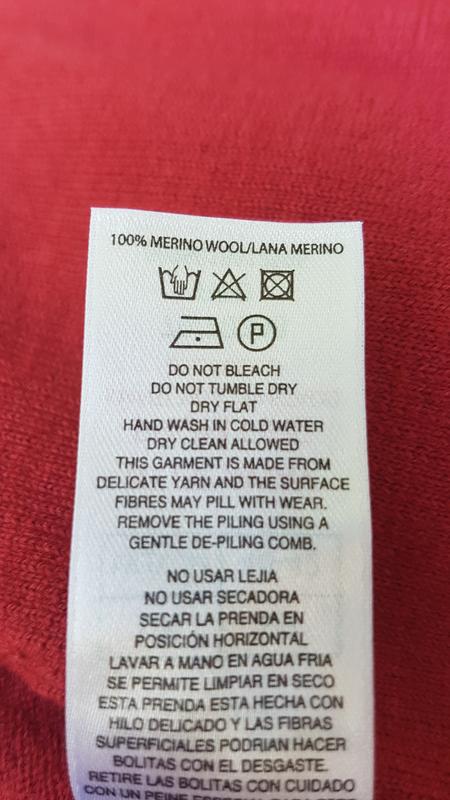 100% MERINO WOOL/LANA MERINO
P
DO NOT BLEACH
DO NOT TUMBLE DRY
DRY FLAT
HAND WASH IN COLD WATER
DRY CLEAN ALLOWED
THIS GARMENT IS MADE FROM
DELICATE YARN AND THE SURFACE
FIBRES MAY PILL WITH WEAR.
REMOVE THE PILING USING A
GENTLE DE-PILING COMB.
NO USAR LEJIA
NO USAR SECADORA
SECAR LA PRENDA EN
POSICIÓN HORIZONTAL
LAVAR A MANO EN AGUA FRIA
SE PERMITE LIMPIAR EN SECO
ESTA PRENDA ESTA HECHA CON
HILO DELICADO Y LAS FIBRAS
SUPERFICIALES PODRIAN HACER
BOLITAS CON EL DESGASTE.
RETIRE LAS BOLITAS CON CUIDADO
CON UN PEINE